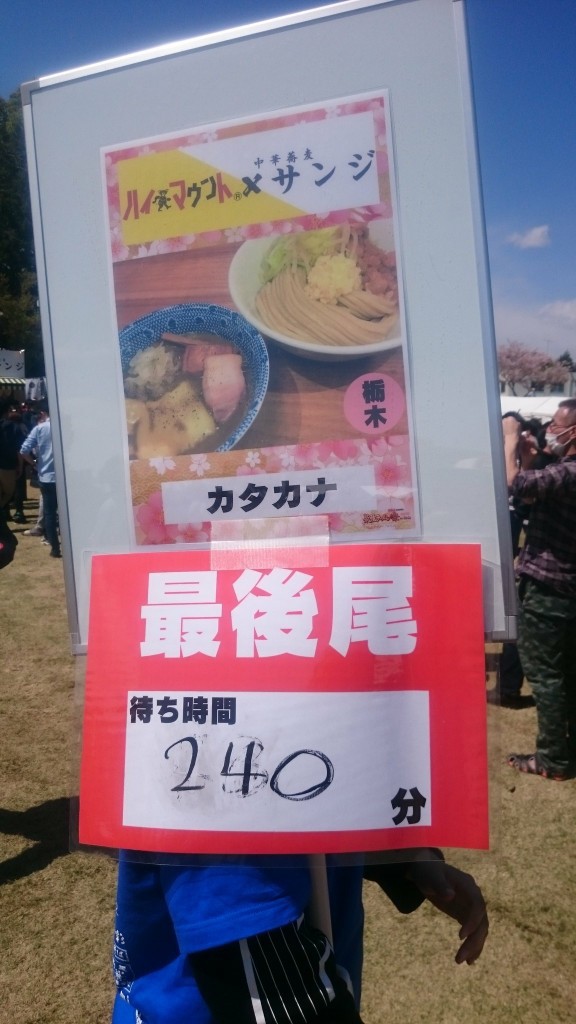 中華蕎麦
ハイ食マウント®×サンジ
栃木
カタカナ
最後尾
待ち時間
240
分